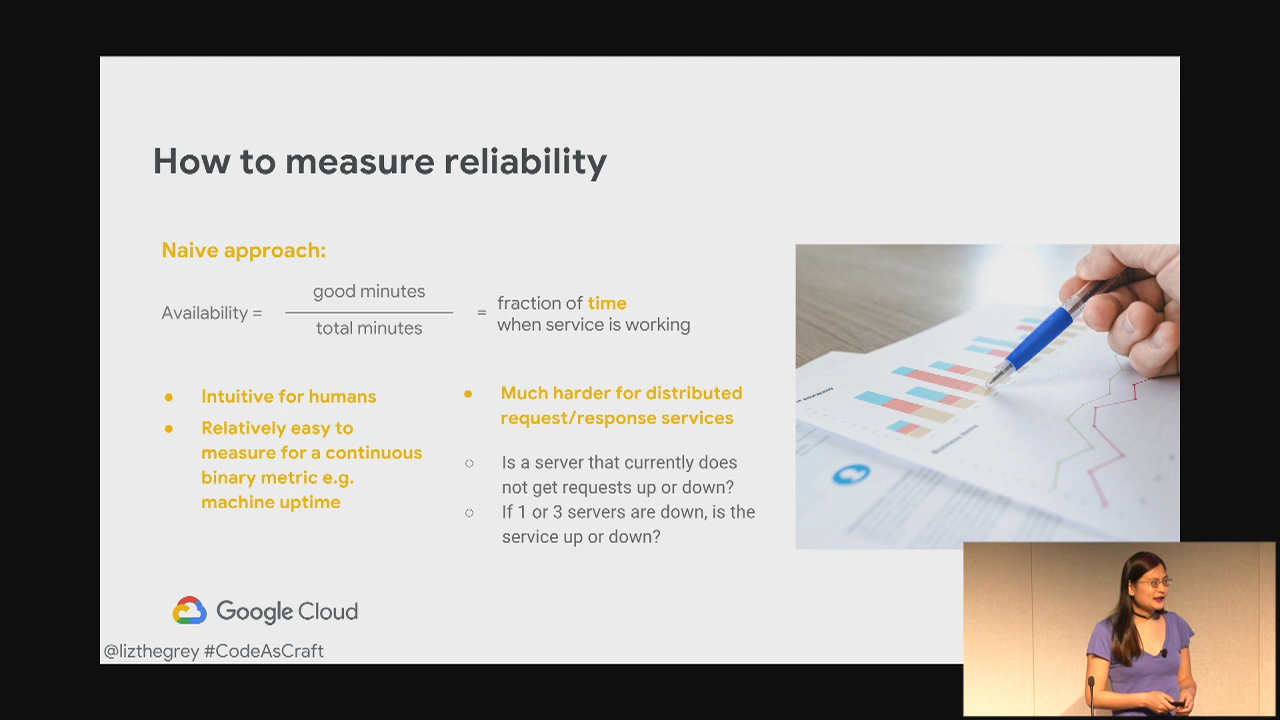 How to measure reliability
Naive approach:
Availability =
good minutes
total minutes
=
fraction of time
when service is working
● Intuitive for humans
● Relatively easy to
measure for a continuous
binary metric e.g.
machine uptime
● Much harder for distributed
request/response services
○ Is a server that currently does
not get requests up or down?
○ If 1 or 3 servers are down, is the
service up or down?
Google Cloud
@lizthegrey #CodeAsCraft